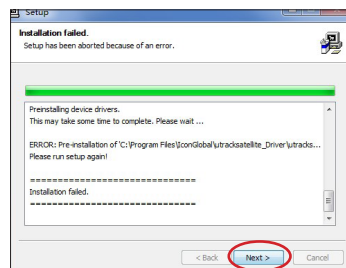 Setup
Installation failed.
Setup has been aborted because of an error.
Preinstalling device drivers.
This may take some time to complete. Please wait ...
ERROR: Pre-installation of 'C:\Program Files\IconGlobal\utracksatellite_Driver\utracks...
Please run setup again!
==============================
Installation failed.
==============================
< Back
Next >
Cancel